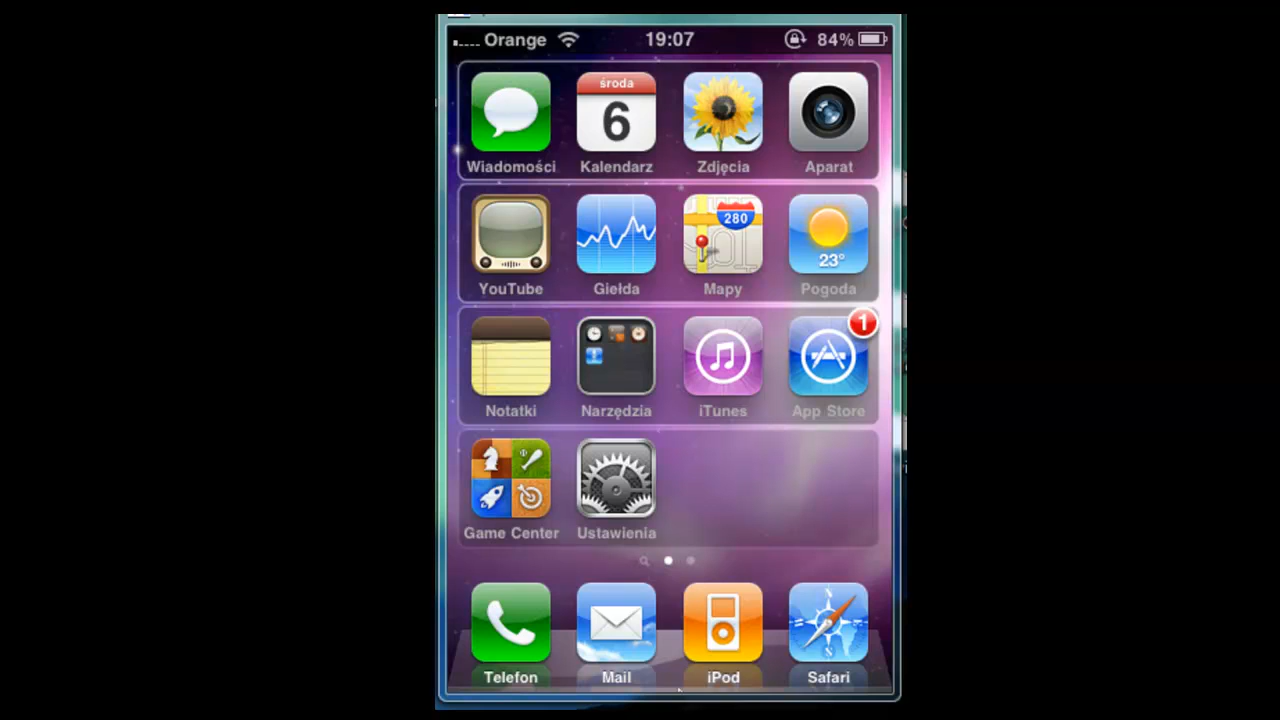 Orange 19:07 84%
środa
6
Wiadomości Kalendarz Zdjęcia Aparat
280
23°
YouTube Giełda Mapy Pogoda
1
Notatki Narzędzia iTunes App Store
Game Center Ustawienia
N
S
Telefon Mail iPod Safari